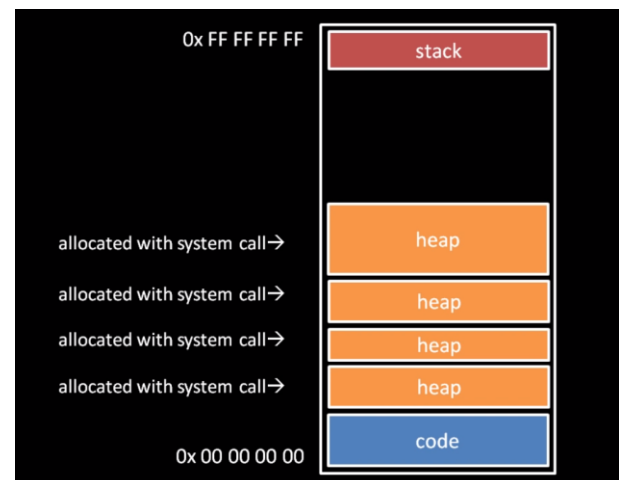 0x FF FF FF FF
stack
allocated with system call→
heap
allocated with system call→
heap
allocated with system call→
heap
allocated with system call→
heap
code
0x 00 00 00 00